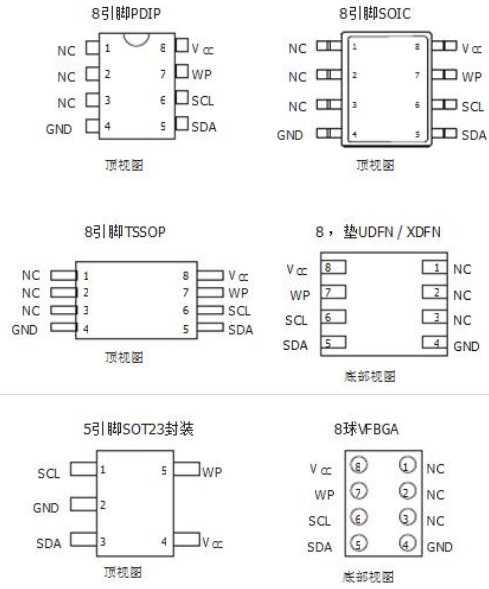 8引脚PDIP
NC 1 8 Vcc
NC 2 7 WP
NC 3 6 SCL
GND 4 5 SDA
顶视图
8引脚SOIC
NC 1 8 Vcc
NC 2 7 WP
NC 3 6 SCL
GND 4 5 SDA
顶视图
8引脚TSSOP
NC 1 8 Vcc
NC 2 7 WP
NC 3 6 SCL
GND 4 5 SDA
顶视图
8，垫UDFN / XDFN
Vcc 8 1 NC
WP 7 2 NC
SCL 6 3 NC
SDA 5 4 GND
底部视图
5引脚SOT23封装
SCL 1 5 WP
GND 2
SDA 3 4 Vcc
顶视图
8球VFBGA
Vcc 8 1 NC
WP 7 2 NC
SCL 6 3 NC
SDA 5 4 GND
底部视图